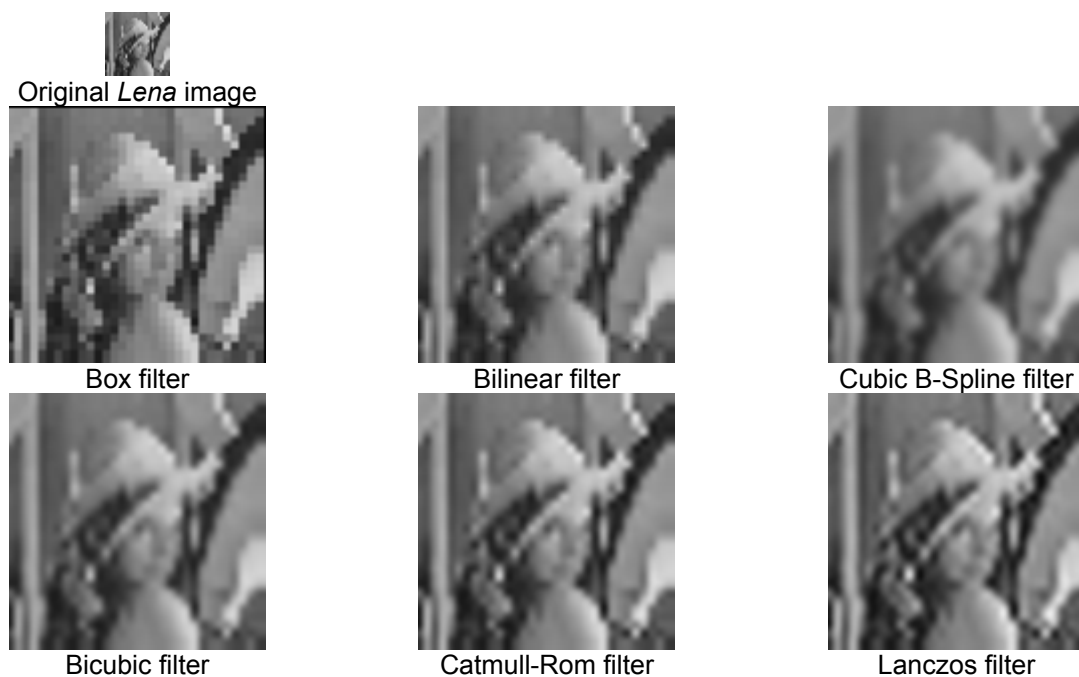 Original Lena image
Box filter
Bilinear filter
Cubic B-Spline filter
Bicubic filter
Catmull-Rom filter
Lanczos filter